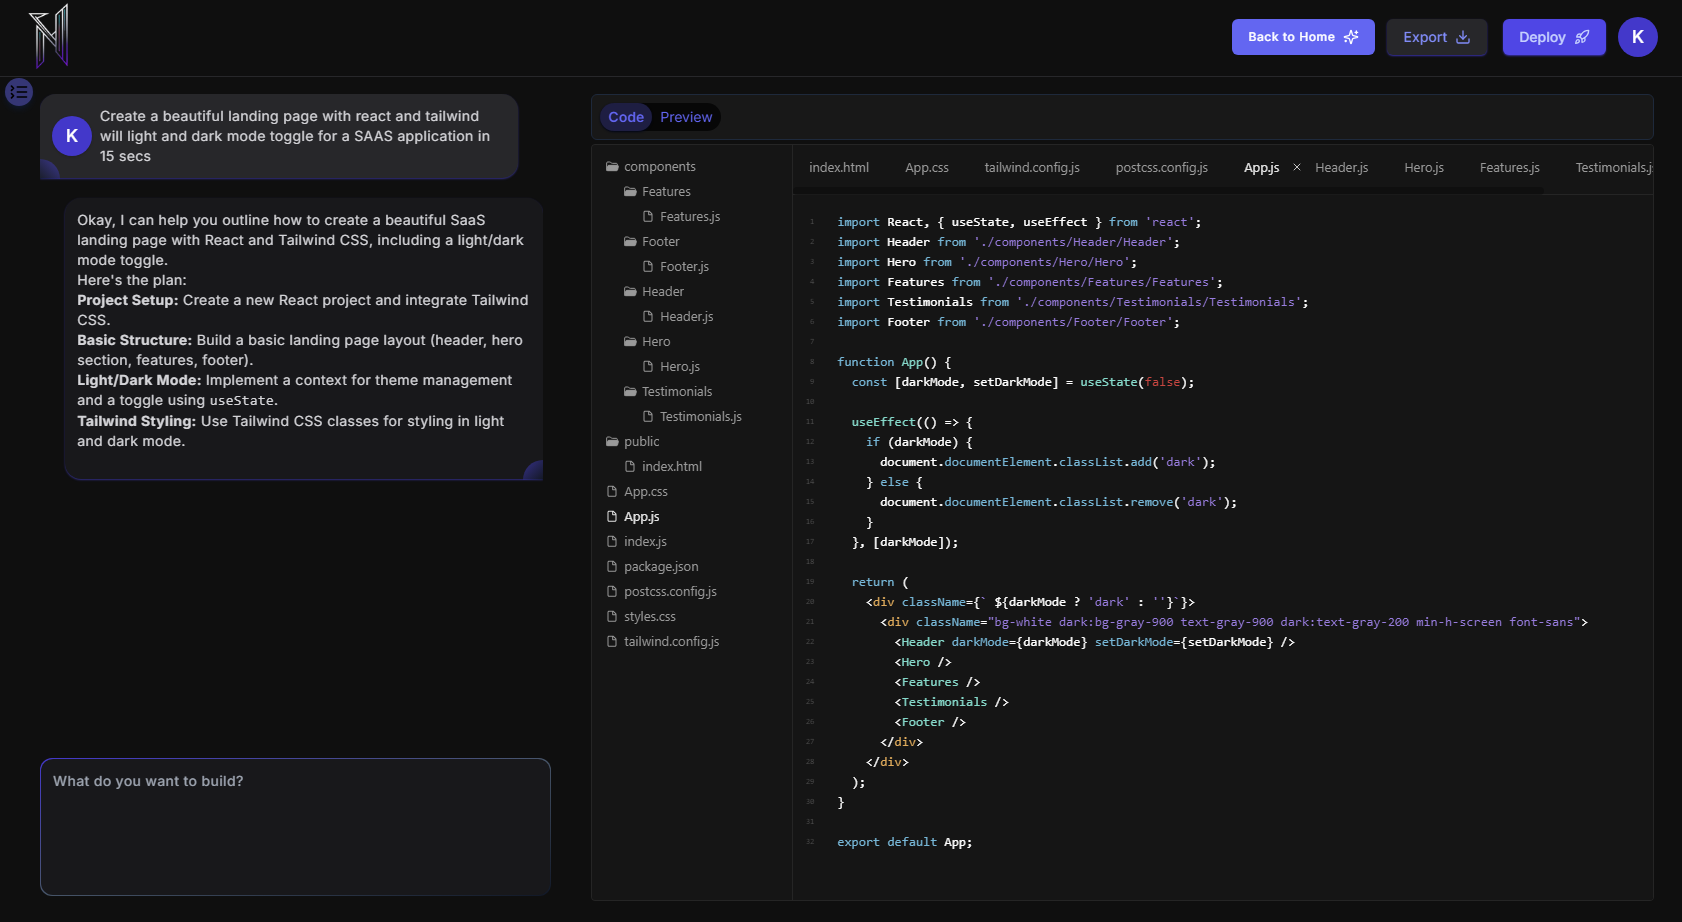 Back to Home
Export
Deploy
K
K
Create a beautiful landing page with react and tailwind
will light and dark mode toggle for a SAAS application in
15 secs
Okay, I can help you outline how to create a beautiful SaaS
landing page with React and Tailwind CSS, including a light/dark
mode toggle.
Here's the plan:
Project Setup: Create a new React project and integrate Tailwind
CSS.
Basic Structure: Build a basic landing page layout (header, hero
section, features, footer).
Light/Dark Mode: Implement a context for theme management
and a toggle using useState.
Tailwind Styling: Use Tailwind CSS classes for styling in light
and dark mode.
What do you want to build?
Code Preview
components
Features
Features.js
Footer
Footer.js
Header
Header.js
Hero
Hero.js
Testimonials
Testimonials.js
public
index.html
App.css
App.js
index.js
package.json
postcss.config.js
styles.css
tailwind.config.js
index.html App.css tailwind.config.js postcss.config.js App.js × Header.js Hero.js Features.js Testimonials.js
1 import React, { useState, useEffect } from 'react';
2 import Header from './components/Header/Header';
3 import Hero from './components/Hero/Hero';
4 import Features from './components/Features/Features';
5 import Testimonials from './components/Testimonials/Testimonials';
6 import Footer from './components/Footer/Footer';
7
8 function App() {
9 const [darkMode, setDarkMode] = useState(false);
10
11 useEffect(() => {
12 if (darkMode) {
13 document.documentElement.classList.add('dark');
14 } else {
15 document.documentElement.classList.remove('dark');
16 }
17 }, [darkMode]);
18
19 return (
20 <div className={` ${darkMode ? 'dark' : ''}`}>
21 <div className="bg-white dark:bg-gray-900 text-gray-900 dark:text-gray-200 min-h-screen font-sans">
22 <Header darkMode={darkMode} setDarkMode={setDarkMode} />
23 <Hero />
24 <Features />
25 <Testimonials />
26 <Footer />
27 </div>
28 </div>
29 );
30 }
31
32 export default App;